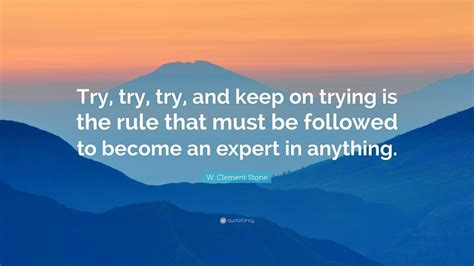 Try, try, try, and keep on trying is
the rule that must be followed
to become an expert in anything.
W. Clement Stone
quotefancy